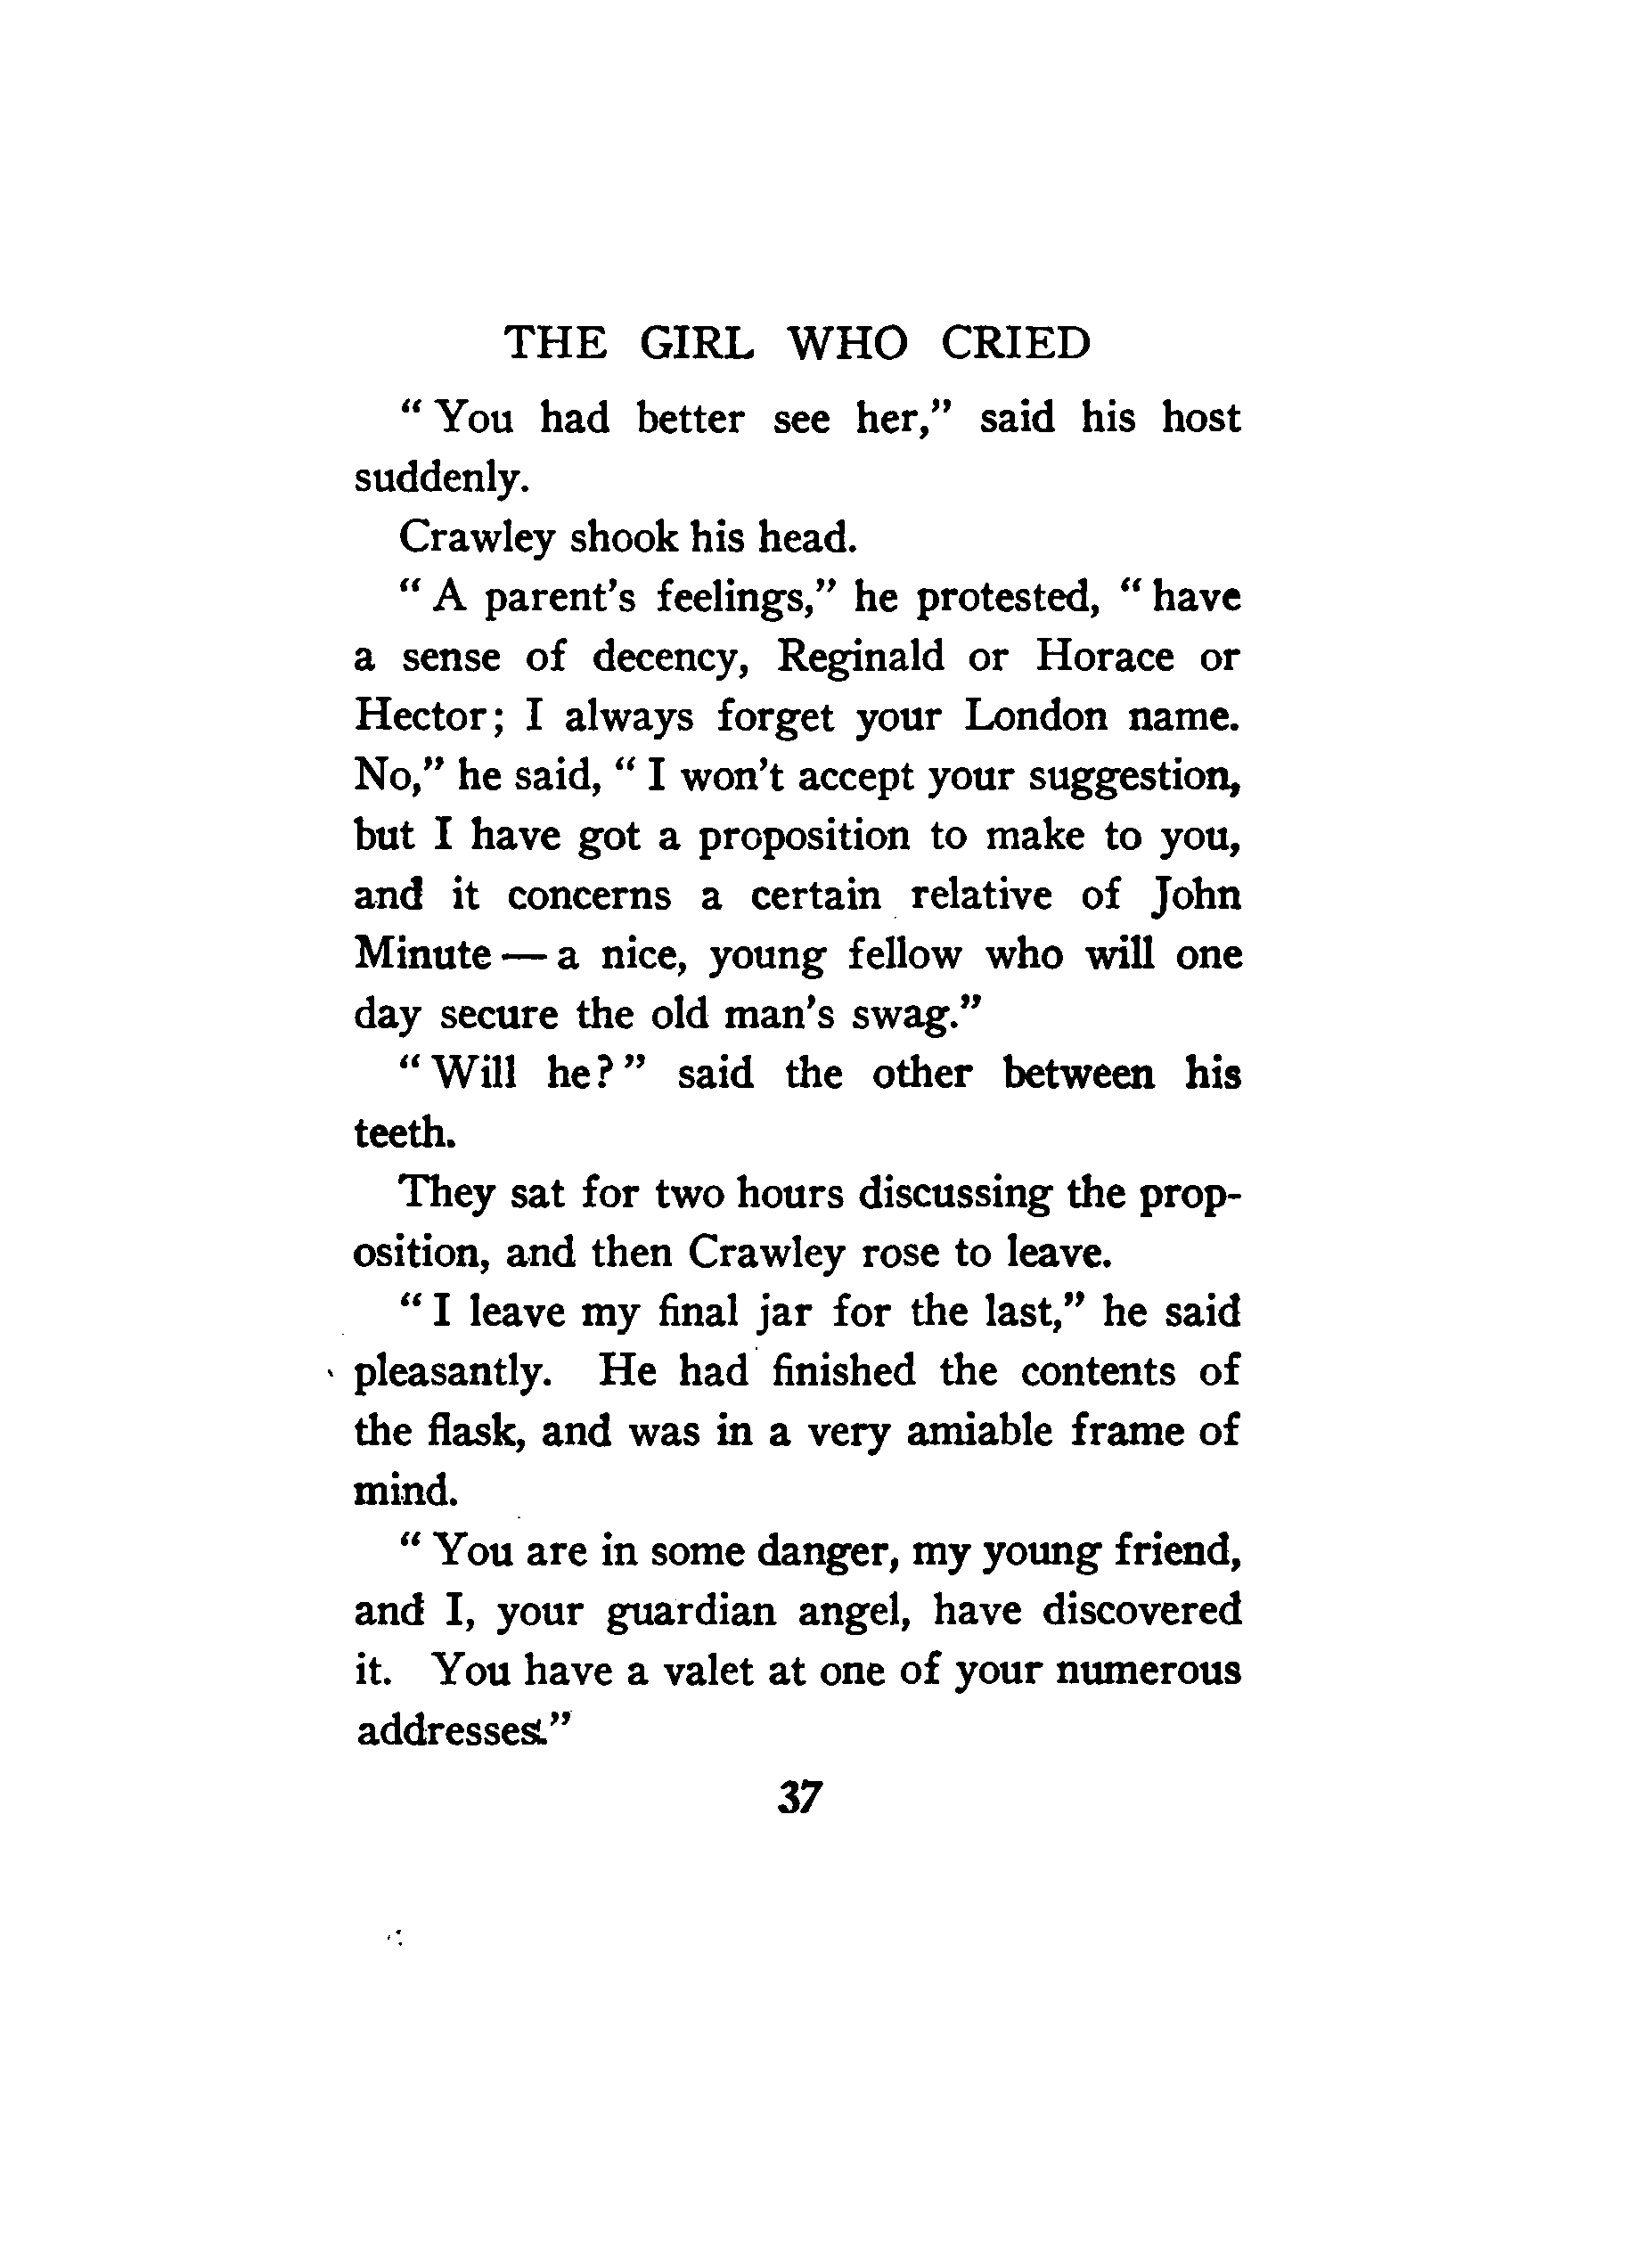 THE GIRL WHO CRIED
“ You had better see her,” said his host
suddenly.
Crawley shook his head.
“ A parent’s feelings,” he protested, “ have
a sense of decency, Reginald or Horace or
Hector; I always forget your London name.
No,” he said, “ I won’t accept your suggestion,
but I have got a proposition to make to you,
and it concerns a certain relative of John
Minute — a nice, young fellow who will one
day secure the old man’s swag.”
“ Will he? ” said the other between his
teeth.
They sat for two hours discussing the prop-
osition, and then Crawley rose to leave.
“ I leave my final jar for the last,” he said
pleasantly. He had finished the contents of
the flask, and was in a very amiable frame of
mind.
“ You are in some danger, my young friend,
and I, your guardian angel, have discovered
it. You have a valet at one of your numerous
addresses.”
37